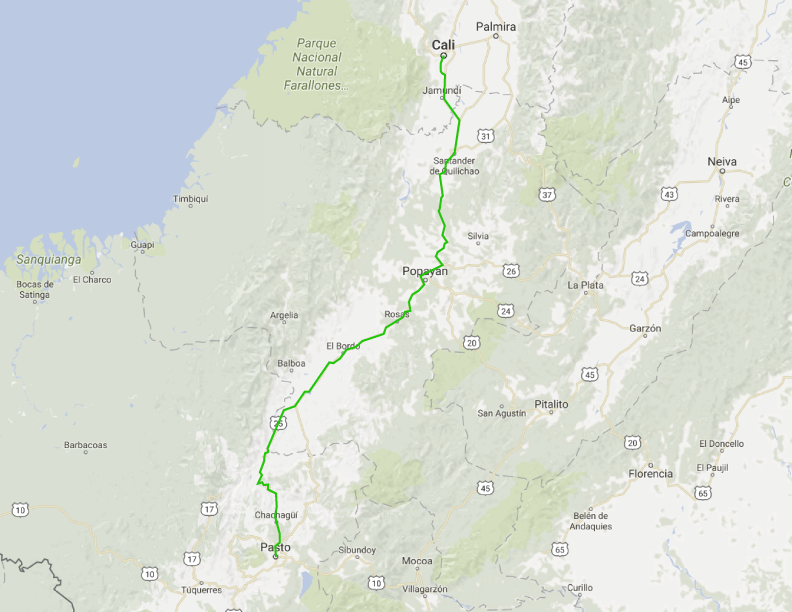 Palmira
Cali
Parque
Nacional
Natural
Farallones...
45
Jamundí
Aipe
31
Santander
de Quilichao
Neiva
37
43
Timbiquí
Rivera
Silvia
Campoalegre
Guapi
Sanquianga
Popayán
26
El Charco
24
Bocas de
Satinga
La Plata
24
Argelia
Rosas
Garzón
20
El Bordo
Balboa
45
Pitalito
San Agustín
25
Barbacoas
20
El Doncello
Florencia
El Paujil
45
65
10
17
Chachagüí
Belén de
Andaquies
Pasto
Sibundoy
65
17
Mocoa
10
10
Túquerres
Villagarzón
Curillo